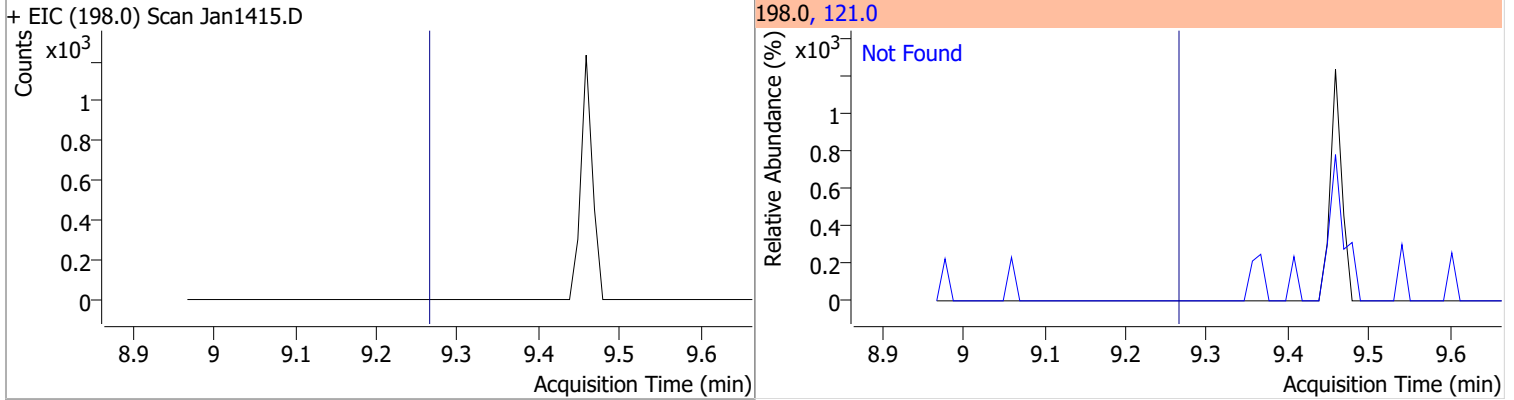 + EIC (198.0) Scan Jan1415.D
Counts
x10³
1
0.8
0.6
0.4
0.2
0
8.9 9 9.1 9.2 9.3 9.4 9.5 9.6
Acquisition Time (min)
198.0, 121.0
Relative Abundance (%)
x10³
Not Found
1
0.8
0.6
0.4
0.2
0
8.9 9 9.1 9.2 9.3 9.4 9.5 9.6
Acquisition Time (min)